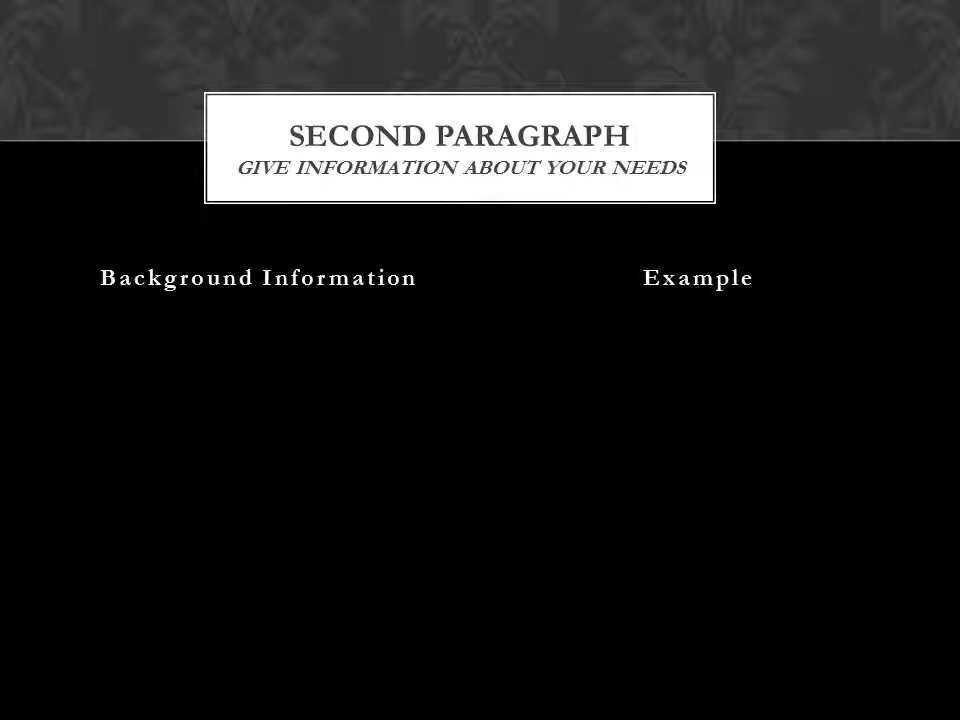 SECOND PARAGRAPH
GIVE INFORMATION ABOUT YOUR NEEDS
Background Information
Example